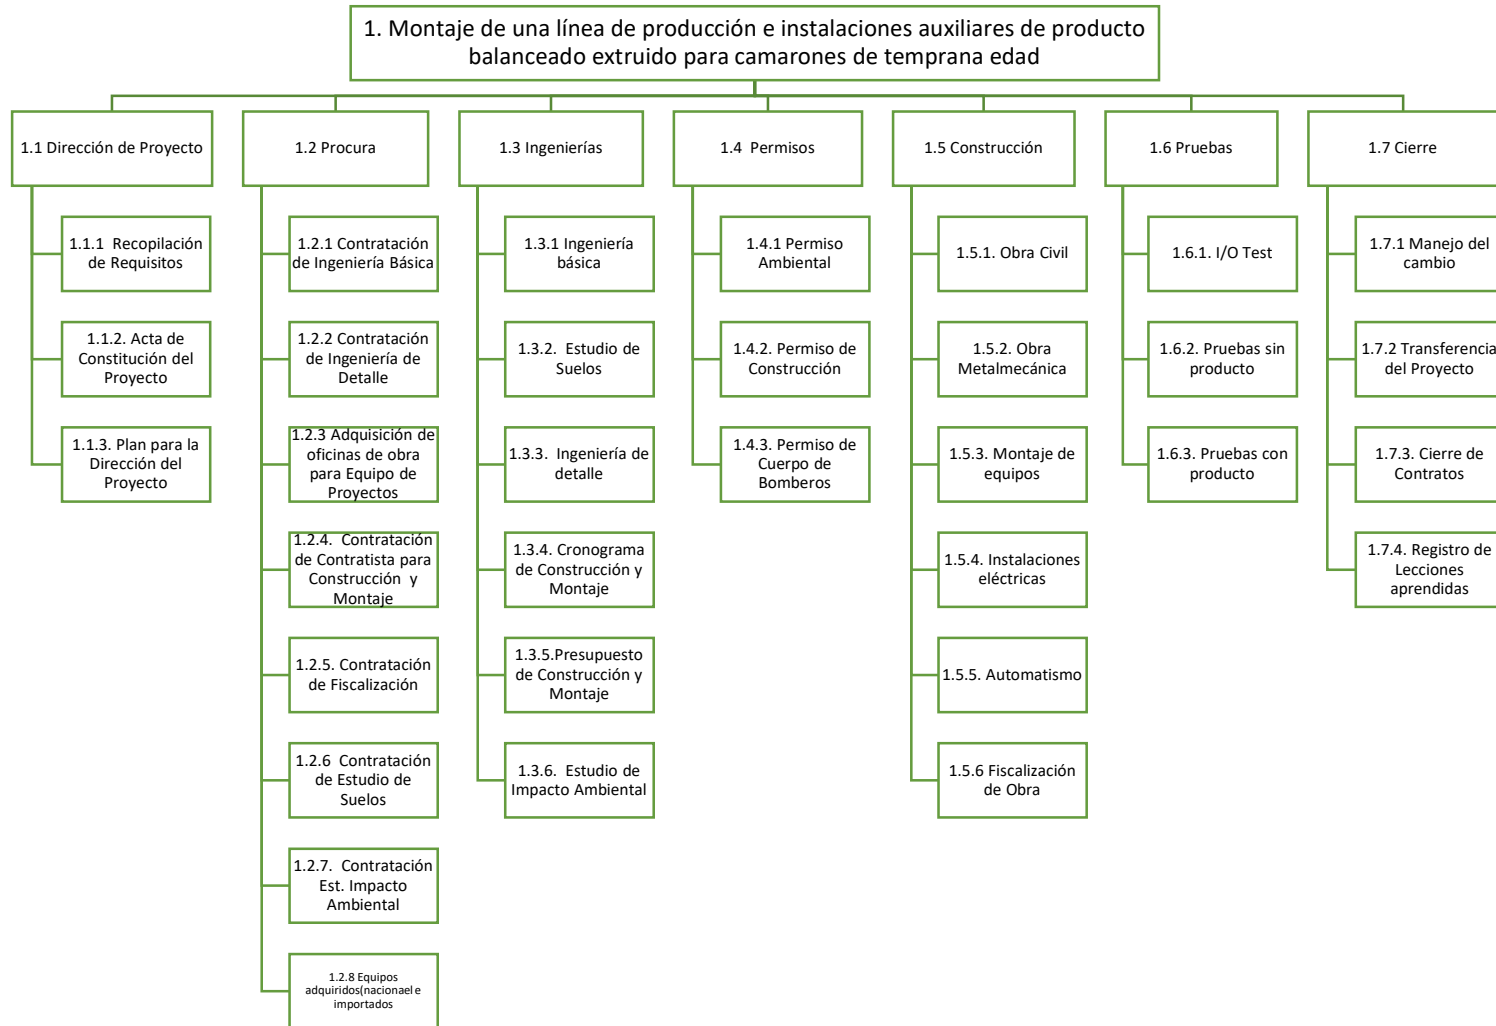 1. Montaje de una línea de producción e instalaciones auxiliares de producto
balanceado extruido para camarones de temprana edad
1.1 Dirección de Proyecto
1.1.1 Recopilación
de Requisitos
1.1.2. Acta de
Constitución del
Proyecto
1.1.3. Plan para la
Dirección del
Proyecto
1.2 Procura
1.2.1 Contratación
de Ingeniería Básica
1.2.2 Contratación
de Ingeniería de
Detalle
1.2.3 Adquisición de
oficinas de obra
para Equipo de
Proyectos
1.2.4. Contratación
de Contratista para
Construcción y
Montaje
1.2.5. Contratación
de Fiscalización
1.2.6 Contratación
de Estudio de
Suelos
1.2.7. Contratación
Est. Impacto
Ambiental
1.2.8 Equipos
adquiridos(nacionael e
importados
1.3 Ingenierías
1.3.1 Ingeniería
básica
1.3.2. Estudio de
Suelos
1.3.3. Ingeniería de
detalle
1.3.4. Cronograma
de Construcción y
Montaje
1.3.5.Presupuesto
de Construcción y
Montaje
1.3.6. Estudio de
Impacto Ambiental
1.4 Permisos
1.4.1 Permiso
Ambiental
1.4.2. Permiso de
Construcción
1.4.3. Permiso de
Cuerpo de
Bomberos
1.5 Construcción
1.5.1. Obra Civil
1.5.2. Obra
Metalmecánica
1.5.3. Montaje de
equipos
1.5.4. Instalaciones
eléctricas
1.5.5. Automatismo
1.5.6 Fiscalización
de Obra
1.6 Pruebas
1.6.1. I/O Test
1.6.2. Pruebas sin
producto
1.6.3. Pruebas con
producto
1.7 Cierre
1.7.1 Manejo del
cambio
1.7.2 Transferencia
del Proyecto
1.7.3. Cierre de
Contratos
1.7.4. Registro de
Lecciones
aprendidas